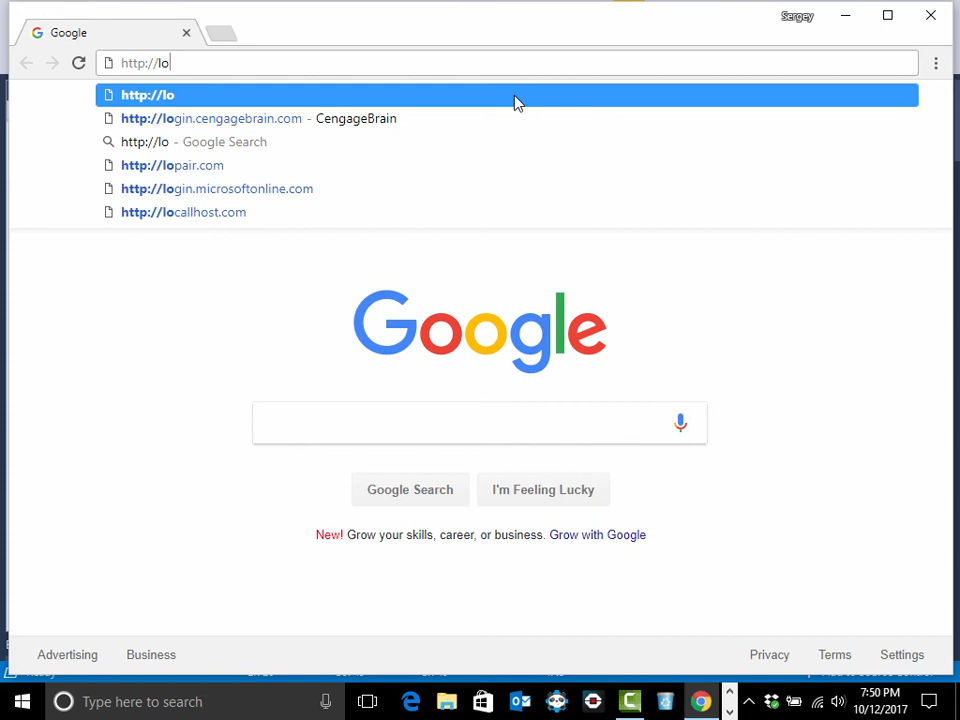 Sergey
Google
http://lo
http://lo
http://login.cengagebrain.com - CengageBrain
http://lo - Google Search
http://lopair.com
http://login.microsoftonline.com
http://locallhost.com
Google
Google Search
I'm Feeling Lucky
New! Grow your skills, career, or business. Grow with Google
Advertising
Business
Privacy
Terms
Settings
Type here to search
7:50 PM
10/12/2017